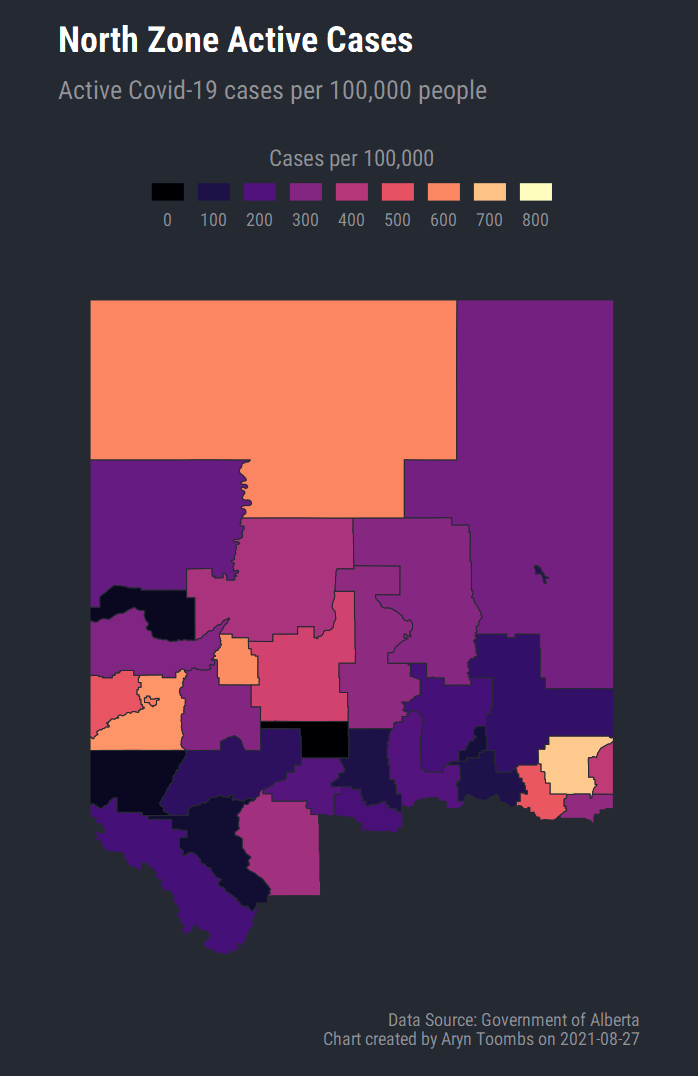 North Zone Active Cases
Active Covid-19 cases per 100,000 people
Cases per 100,000
0 100 200 300 400 500 600 700 800
Data Source: Government of Alberta
Chart created by Aryn Toombs on 2021-08-27